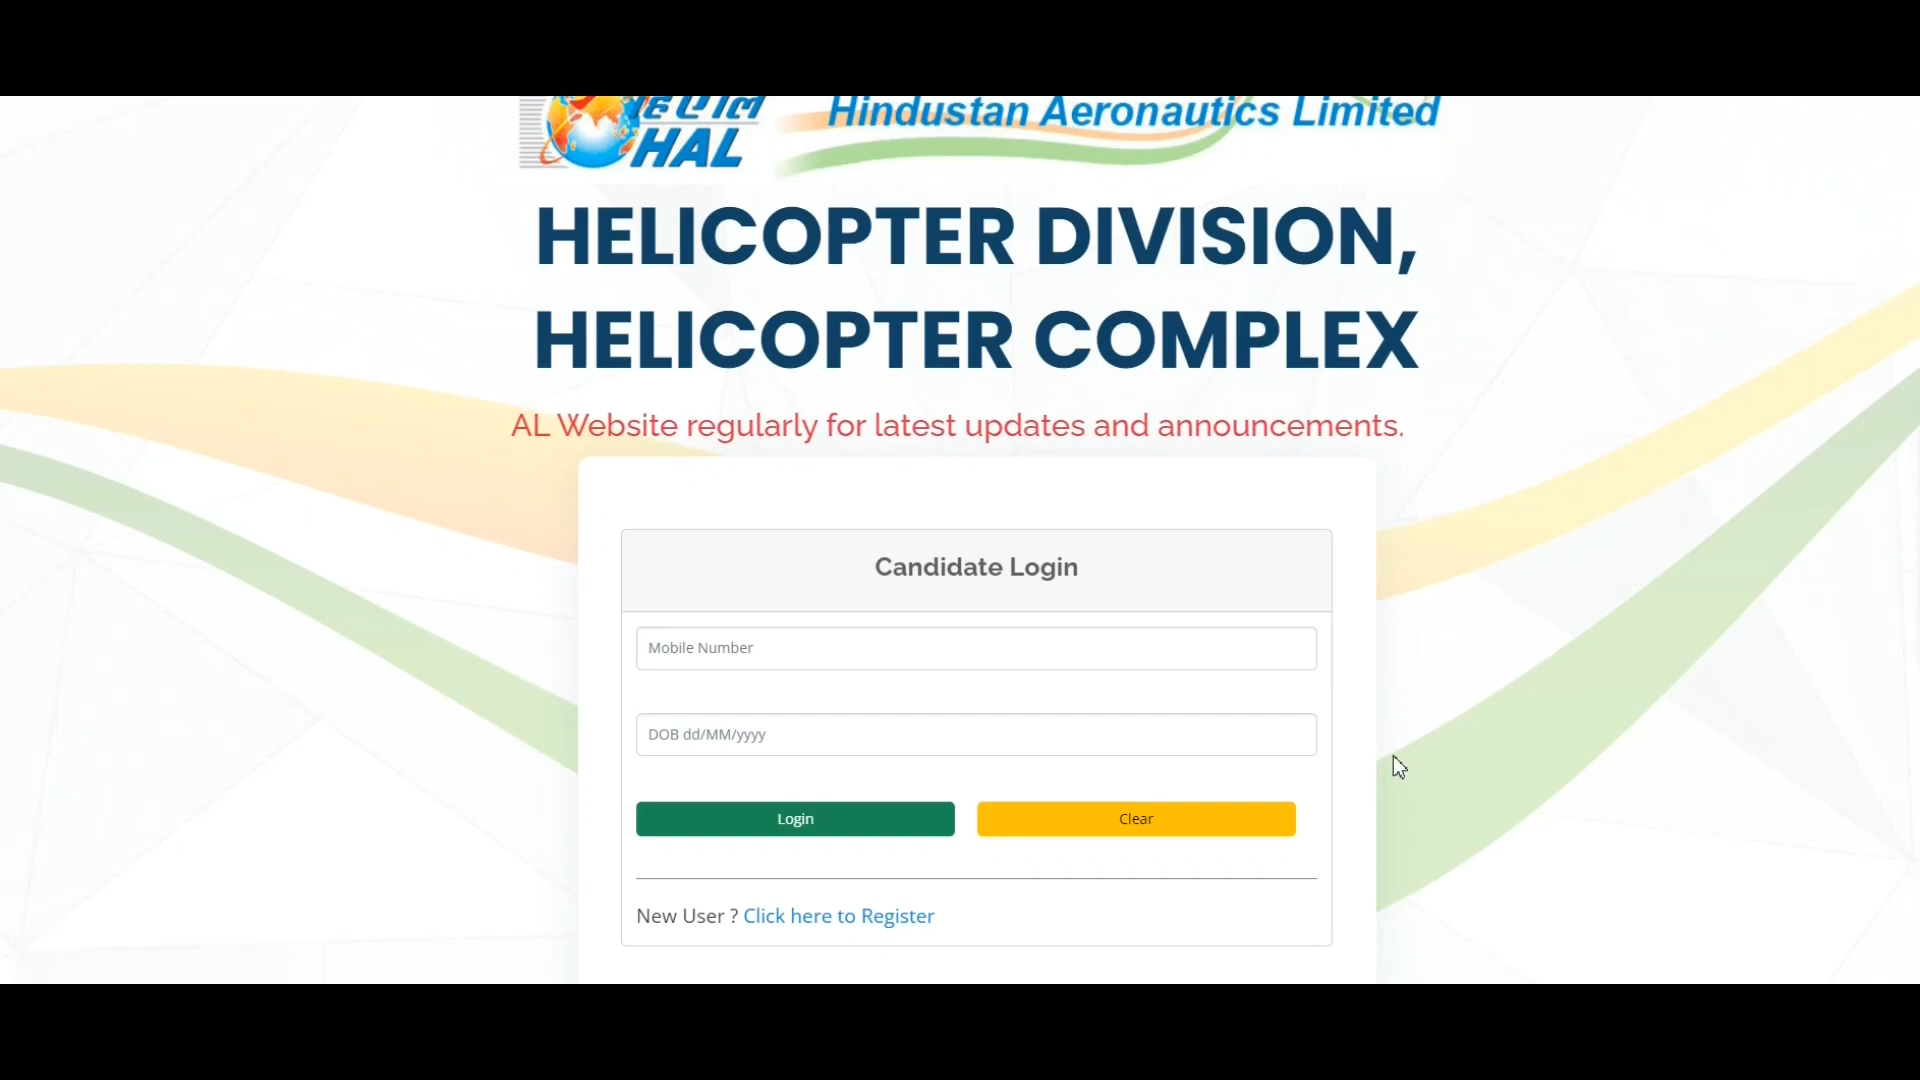 हएएल
Hindustan Aeronautics Limited
HAL
HELICOPTER DIVISION,
HELICOPTER COMPLEX
AL Website regularly for latest updates and announcements.
Candidate Login
Mobile Number
DOB dd/MM/yyyy
Login
Clear
New User ? Click here to Register